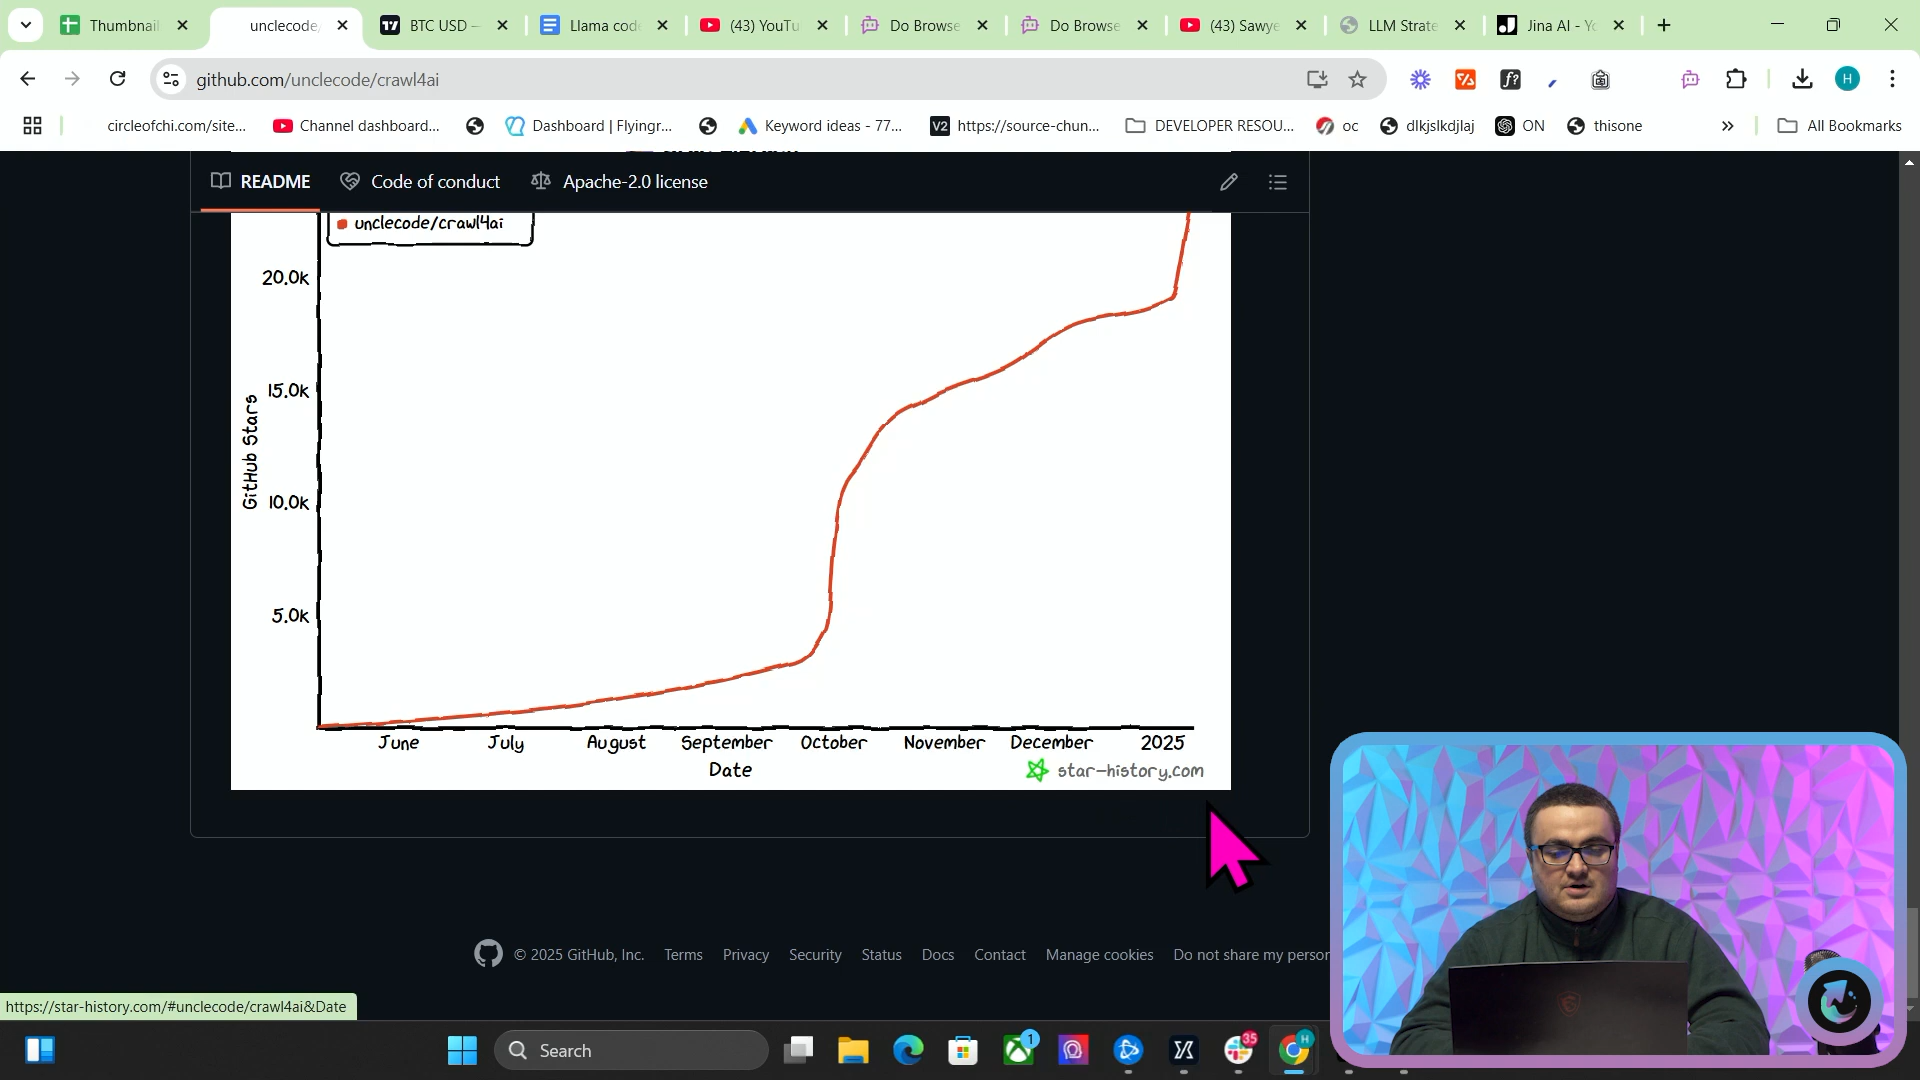 Thumbnail
unclecode/
BTC USD –
Llama code
(43) YouTu
Do Browse
Do Browse
(43) Sawye
LLM Strate
Jina AI - Yo
github.com/unclecode/crawl4ai
H
circleofchi.com/site...
Channel dashboard...
Dashboard | Flyingr...
Keyword ideas - 77...
https://source-chun...
DEVELOPER RESOU...
oc
dlkjslkdjlaj
ON
thisone
All Bookmarks
README
Code of conduct
Apache-2.0 license
unclecode/crawl4ai
20.0k
15.0k
10.0k
5.0k
GitHub Stars
June July August September October November December 2025
Date
star-history.com
© 2025 GitHub, Inc. Terms Privacy Security Status Docs Contact Manage cookies Do not share my person
https://star-history.com/#unclecode/crawl4ai&Date
Search
1
35
H